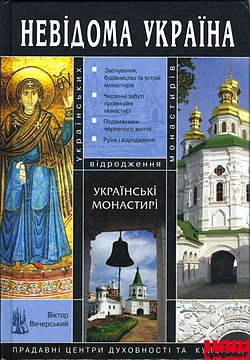 НЕВІДОМА УКРАЇНА
українських
Заснування,
будівництво та устрій
монастирів
Численні забуті
провінційні
монастирі
Подвижники
чернечого життя
Руїна і відродження
монастирів
відродження
УКРАЇНСЬКІ
МОНАСТИРІ
Віктор
Вечерський
ПРАДАВНІ ЦЕНТРИ ДУХОВНОСТІ ТА